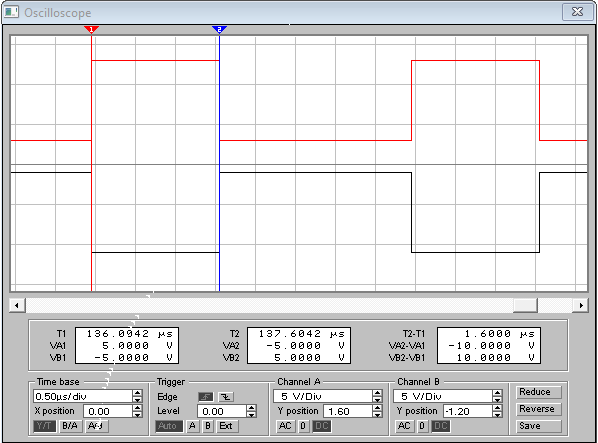 Oscilloscope
1 2
T1 136.0942 µs T2 137.6042 µs T2-T1 1.6000 µs
VA1 5.0000 V VA2 -5.0000 V VA2-VA1 -10.0000 V
VB1 -5.0000 V VB2 5.0000 V VB2-VB1 10.0000 V
Time base Trigger Channel A Channel B
0.50µs/div Edge 5 V/Div 5 V/Div Reduce
X position 0.00 Level 0.00 Y position 1.60 Y position -1.20 Reverse
Y/T B/A A/B Auto A B Ext AC 0 DC AC 0 DC Save